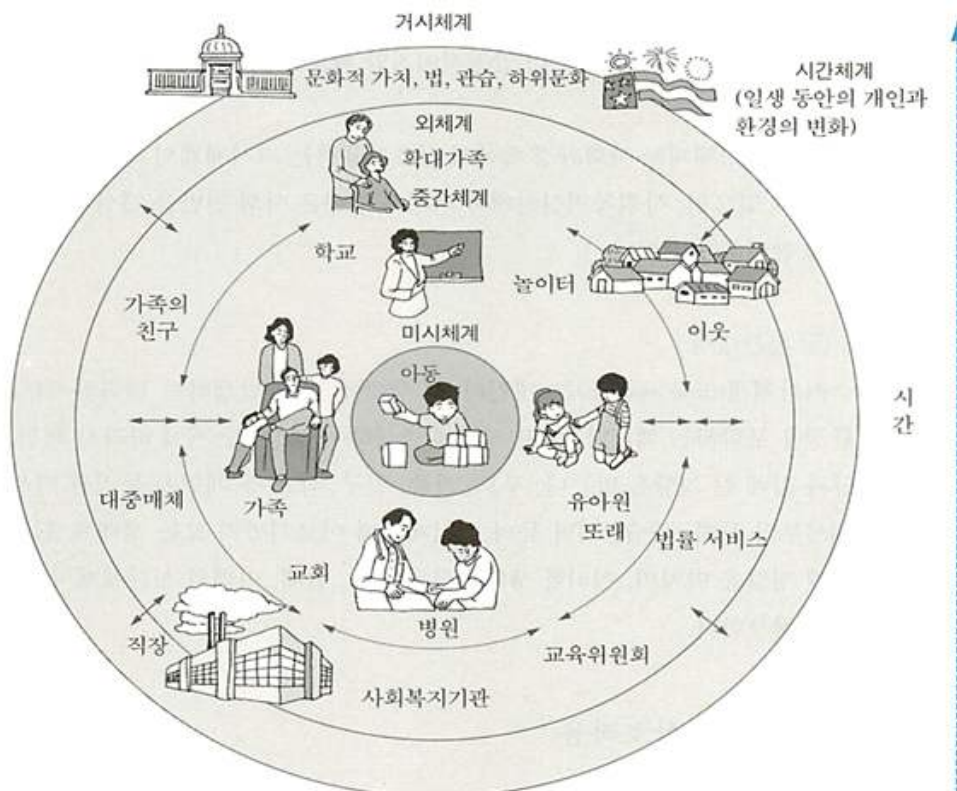 거시체계
문화적 가치, 법, 관습, 하위문화
시간체계
(일생 동안의 개인과
환경의 변화)
외체계
확대가족
중간체계
학교
놀이터
가족의
친구
이웃
미시체계
아동
시
간
대중매체
가족
유아원
또래
법률 서비스
교회
병원
직장
교육위원회
사회복지기관